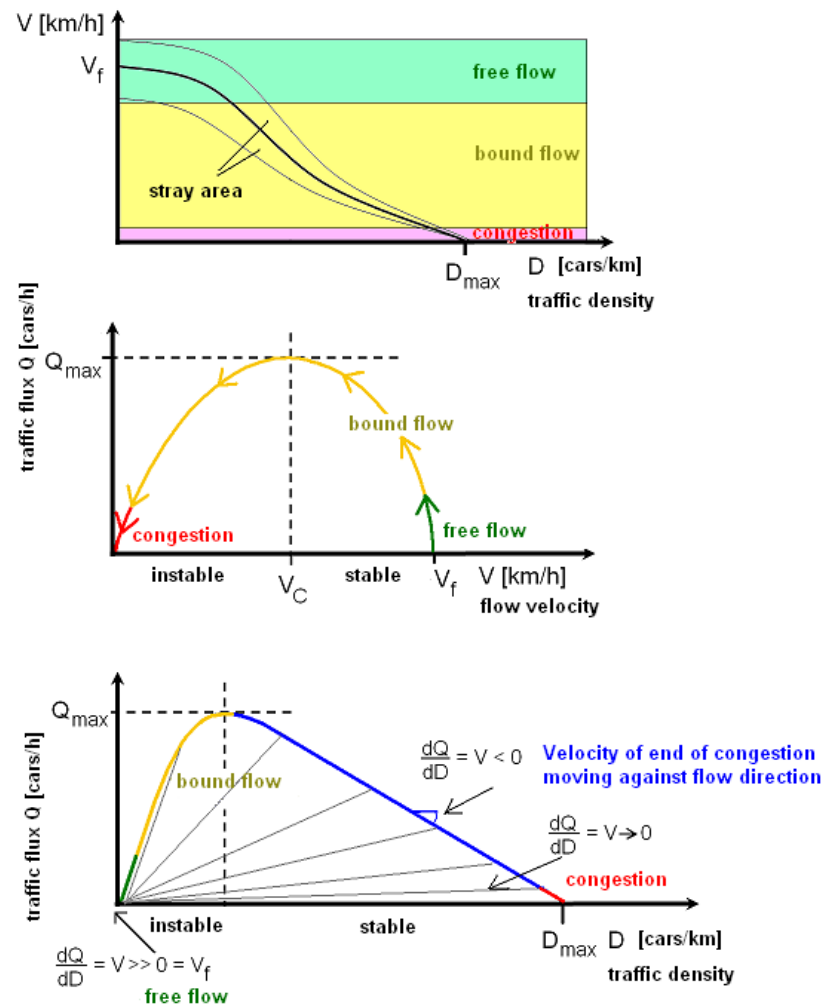 V [km/h]
V_f
free flow
bound flow
stray area
congestion
D_max
D [cars/km]
traffic density
traffic flux Q [cars/h]
Q_max
bound flow
congestion
free flow
instable
V_C
stable
V_f
V [km/h]
flow velocity
traffic flux Q [cars/h]
Q_max
bound flow
dQ/dD = V < 0
Velocity of end of congestion
moving against flow direction
dQ/dD = V → 0
congestion
instable
stable
D_max
D [cars/km]
traffic density
dQ/dD = V >> 0 = V_f
free flow